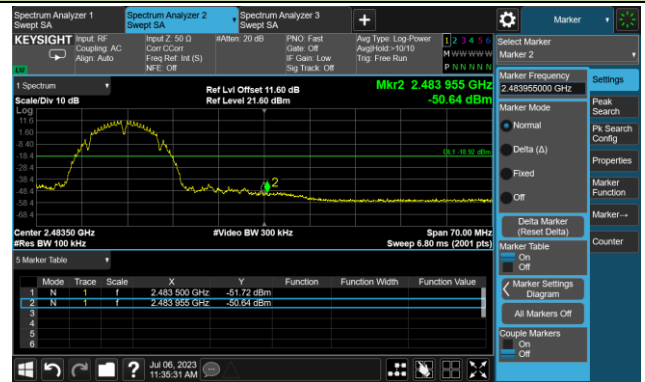 Spectrum Analyzer 1
Swept SA
Spectrum Analyzer 2
Swept SA
Spectrum Analyzer 3
Swept SA
Marker
KEYSIGHT
Input: RF
Coupling: AC
Align: Auto
Input Z: 50 Ω
Corr CCorr
Freq Ref: Int (S)
NFE: Off
#Atten: 20 dB
PNO: Fast
Gate: Off
IF Gain: Low
Sig Track: Off
Avg Type: Log-Power
Avg|Hold:>10/10
Trig: Free Run
1 2 3 4 5 6
M W W W W W
P N N N N N
Select Marker
Marker 2
1 Spectrum
Scale/Div 10 dB
Log
Ref Lvl Offset 11.60 dB
Ref Level 21.60 dBm
Mkr2 2.483 955 GHz
-50.64 dBm
11.6
1.60
-8.40
-18.4
-28.4
-38.4
-48.4
-58.4
-68.4
DL1 -18.92 dBm
2
Center 2.48350 GHz
#Res BW 100 kHz
#Video BW 300 kHz
Span 70.00 MHz
Sweep 6.80 ms (2001 pts)
5 Marker Table
Mode Trace Scale X Y Function Function Width Function Value
1 N 1 f 2.483 500 GHz -51.72 dBm
2 N 1 f 2.483 955 GHz -50.64 dBm
3
4
5
6
Marker Frequency
2.483955000 GHz
Marker Mode
Normal
Delta (Δ)
Fixed
Off
Delta Marker
(Reset Delta)
Marker Table
On
Off
Marker Settings
Diagram
All Markers Off
Couple Markers
On
Off
Settings
Peak
Search
Pk Search
Config
Properties
Marker
Function
Marker→
Counter
?
Jul 06, 2023
11:35:31 AM